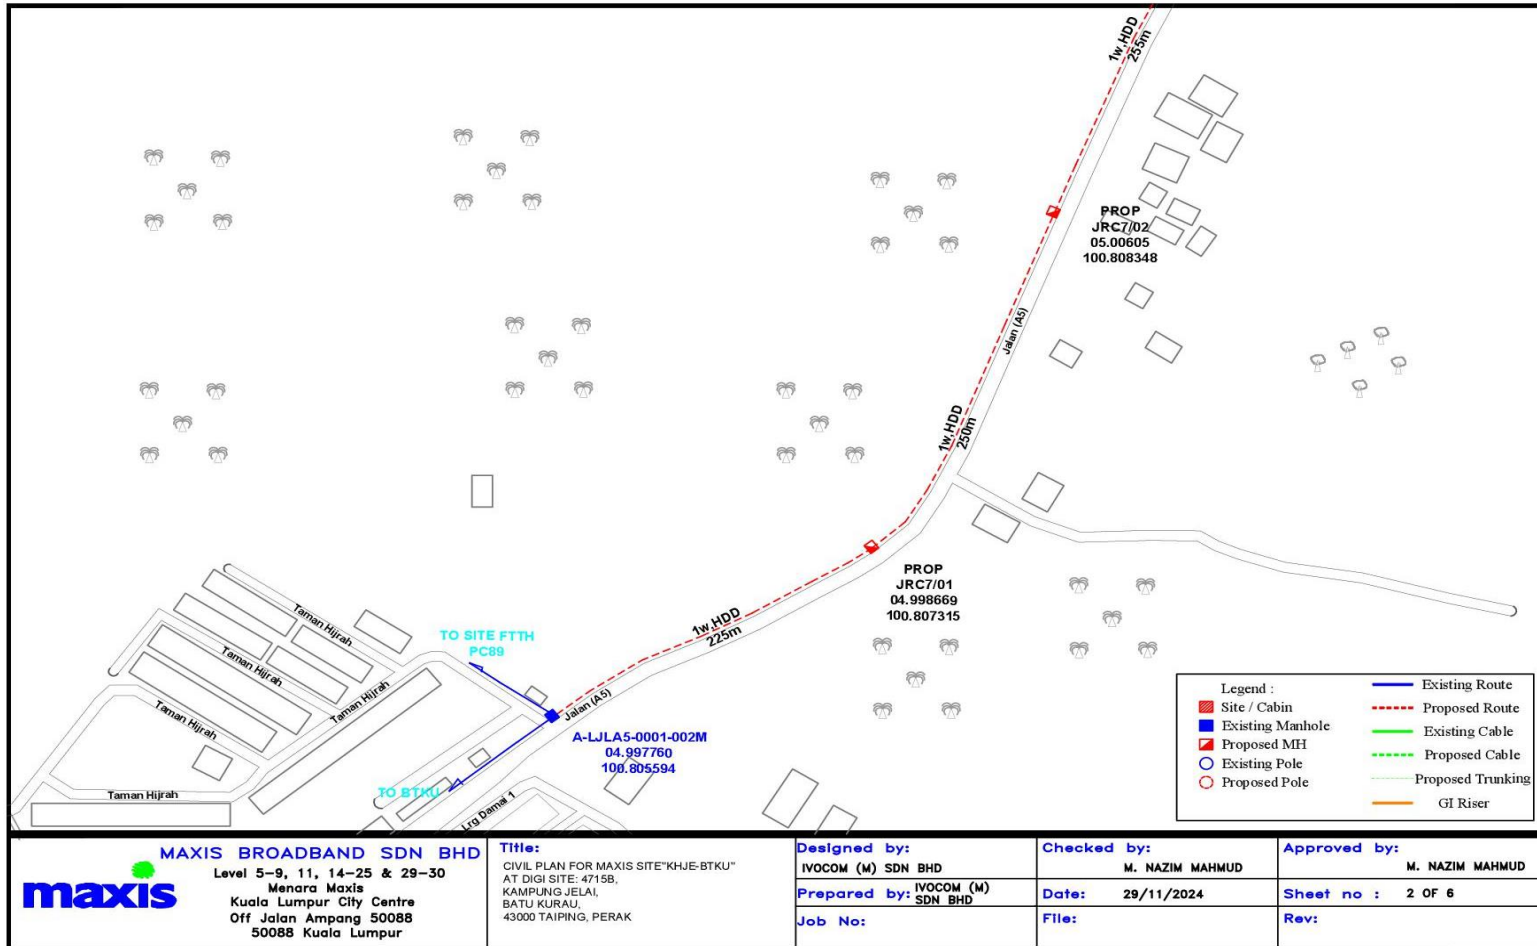 1w,HDD
255m
PROP
JRC7/02
05.00605
100.808348
Jalan (A5)
1w,HDD
250m
PROP
JRC7/01
04.998669
100.807315
1w,HDD
225m
Taman Hijrah
Taman Hijrah
Taman Hijrah
Taman Hijrah
Taman Hijrah
TO SITE FTTH
PC89
Jalan (A5)
A-LJLA5-0001-002M
04.997760
100.805594
TO BTKU
Lrg Damai 1
Legend :
Site / Cabin
Existing Manhole
Proposed MH
Existing Pole
Proposed Pole
Existing Route
Proposed Route
Existing Cable
Proposed Cable
Proposed Trunking
GI Riser
maxis
MAXIS BROADBAND SDN BHD
Level 5-9, 11, 14-25 & 29-30
Menara Maxis
Kuala Lumpur City Centre
Off Jalan Ampang 50088
50088 Kuala Lumpur
Title:
CIVIL PLAN FOR MAXIS SITE"KHJE-BTKU"
AT DIGI SITE: 4715B,
KAMPUNG JELAI,
BATU KURAU,
43000 TAIPING, PERAK
Designed by:
IVOCOM (M) SDN BHD
Prepared by: IVOCOM (M)
SDN BHD
Job No:
Checked by:
M. NAZIM MAHMUD
Date: 29/11/2024
File:
Approved by:
M. NAZIM MAHMUD
Sheet no : 2 OF 6
Rev: